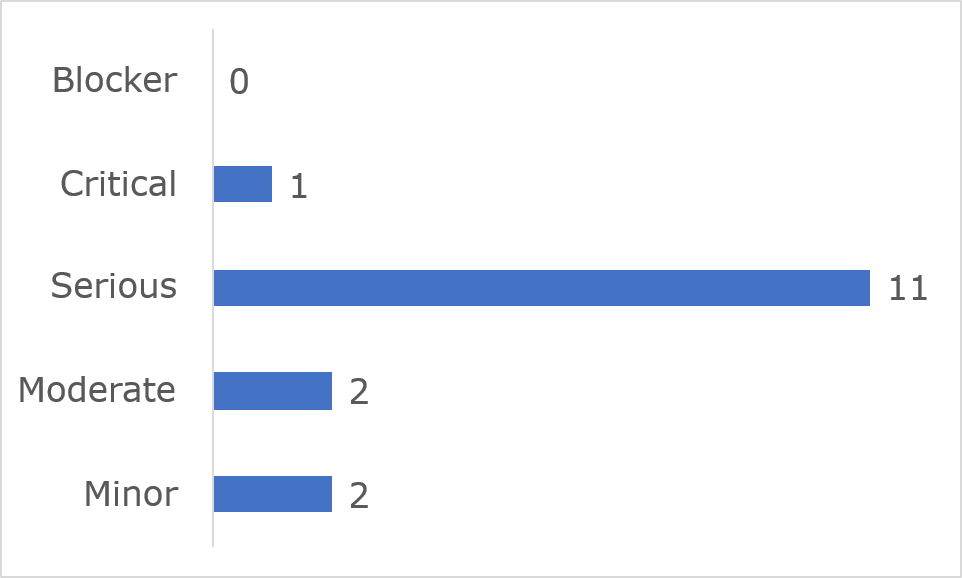 Blocker 0
Critical 1
Serious 11
Moderate 2
Minor 2